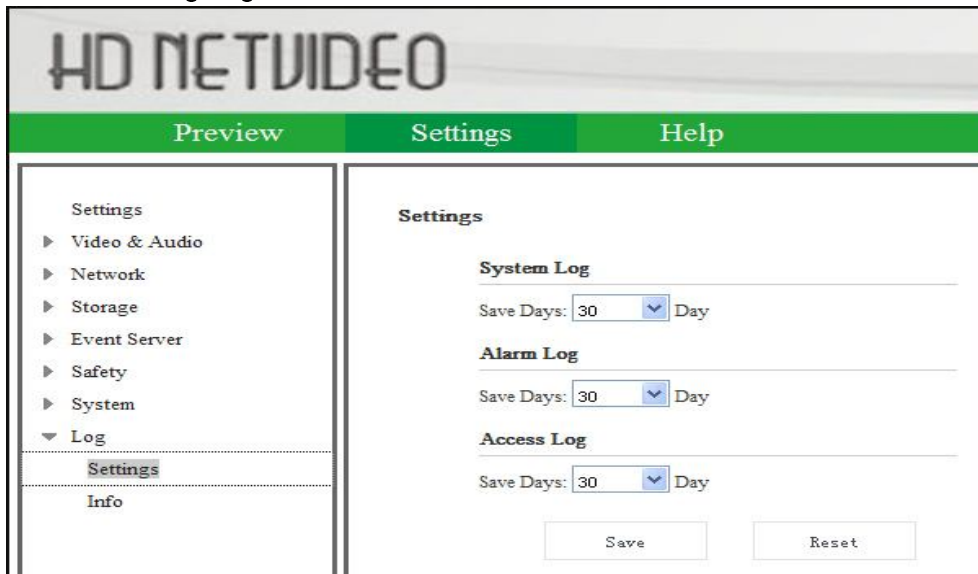 HD NETVIDEO
Preview Settings Help
Settings
Video & Audio
Network
Storage
Event Server
Safety
System
Log
Settings
Info
Settings
System Log
Save Days: 30 Day
Alarm Log
Save Days: 30 Day
Access Log
Save Days: 30 Day
Save Reset